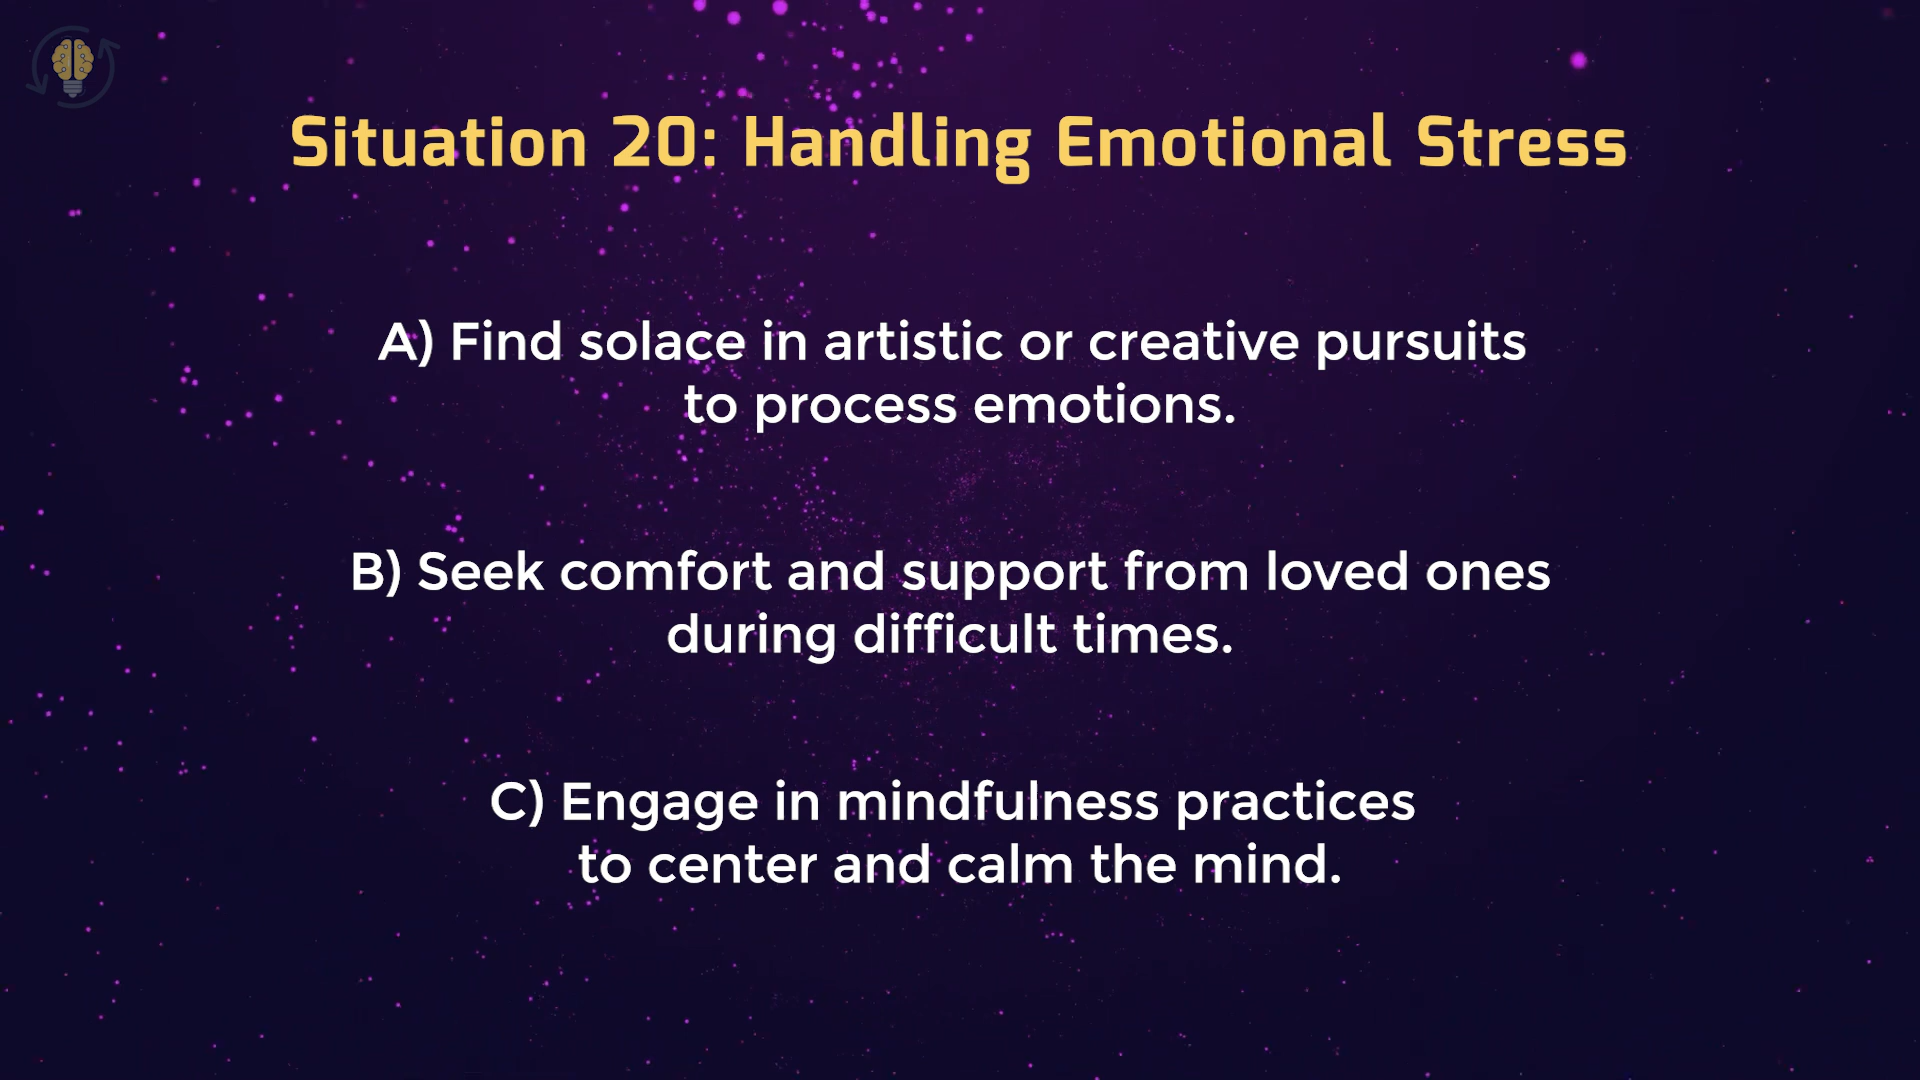 Situation 20: Handling Emotional Stress
A) Find solace in artistic or creative pursuits
to process emotions.
B) Seek comfort and support from loved ones
during difficult times.
C) Engage in mindfulness practices
to center and calm the mind.